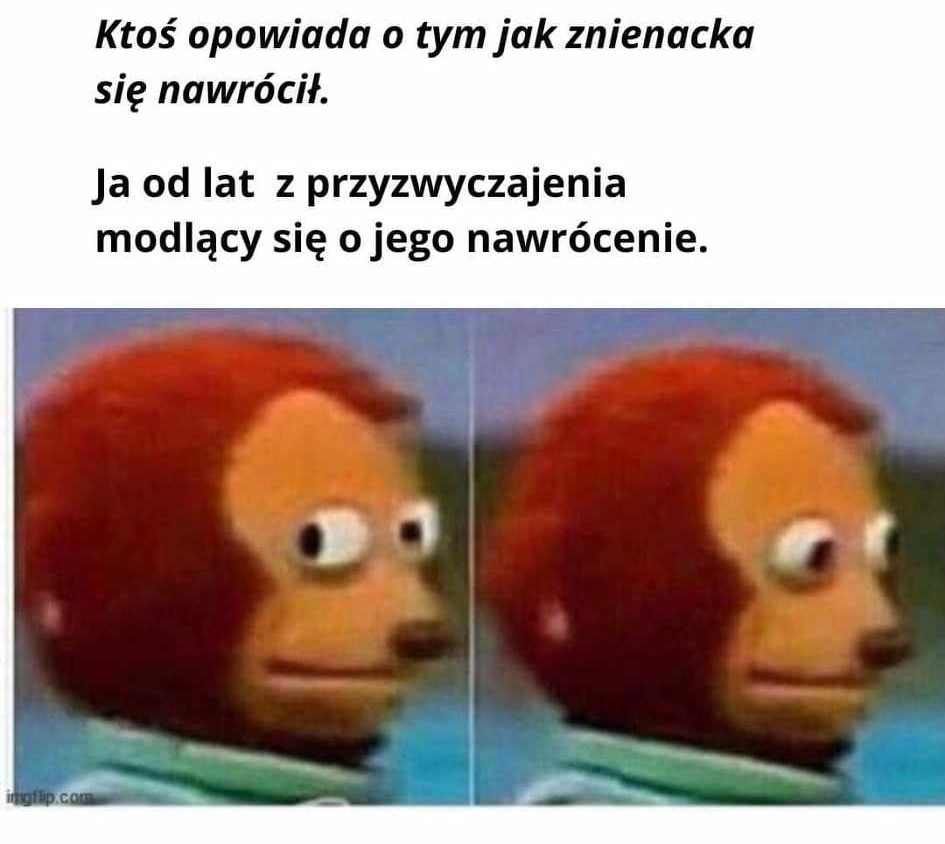 Ktoś opowiada o tym jak znienacka
się nawrócił.
Ja od lat z przyzwyczajenia
modlący się o jego nawrócenie.
imgflip.com